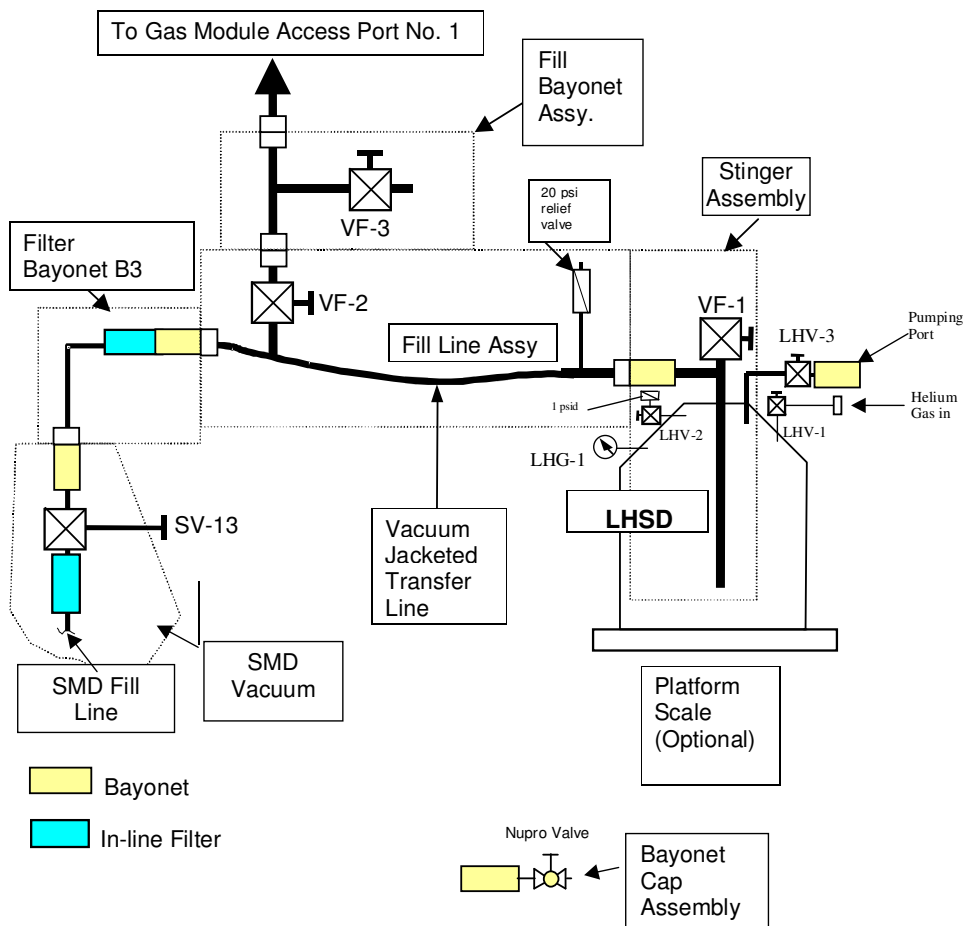 To Gas Module Access Port No. 1
Fill
Bayonet
Assy.
VF-3
20 psi
relief
valve
Stinger
Assembly
Filter
Bayonet B3
VF-2
VF-1
Fill Line Assy
LHV-3
Pumping
Port
1 psid
LHV-2
LHV-1
Helium
Gas in
LHG-1
LHSD
SV-13
Vacuum
Jacketed
Transfer
Line
SMD Fill
Line
SMD
Vacuum
Platform
Scale
(Optional)
Bayonet
In-line Filter
Nupro Valve
Bayonet
Cap
Assembly